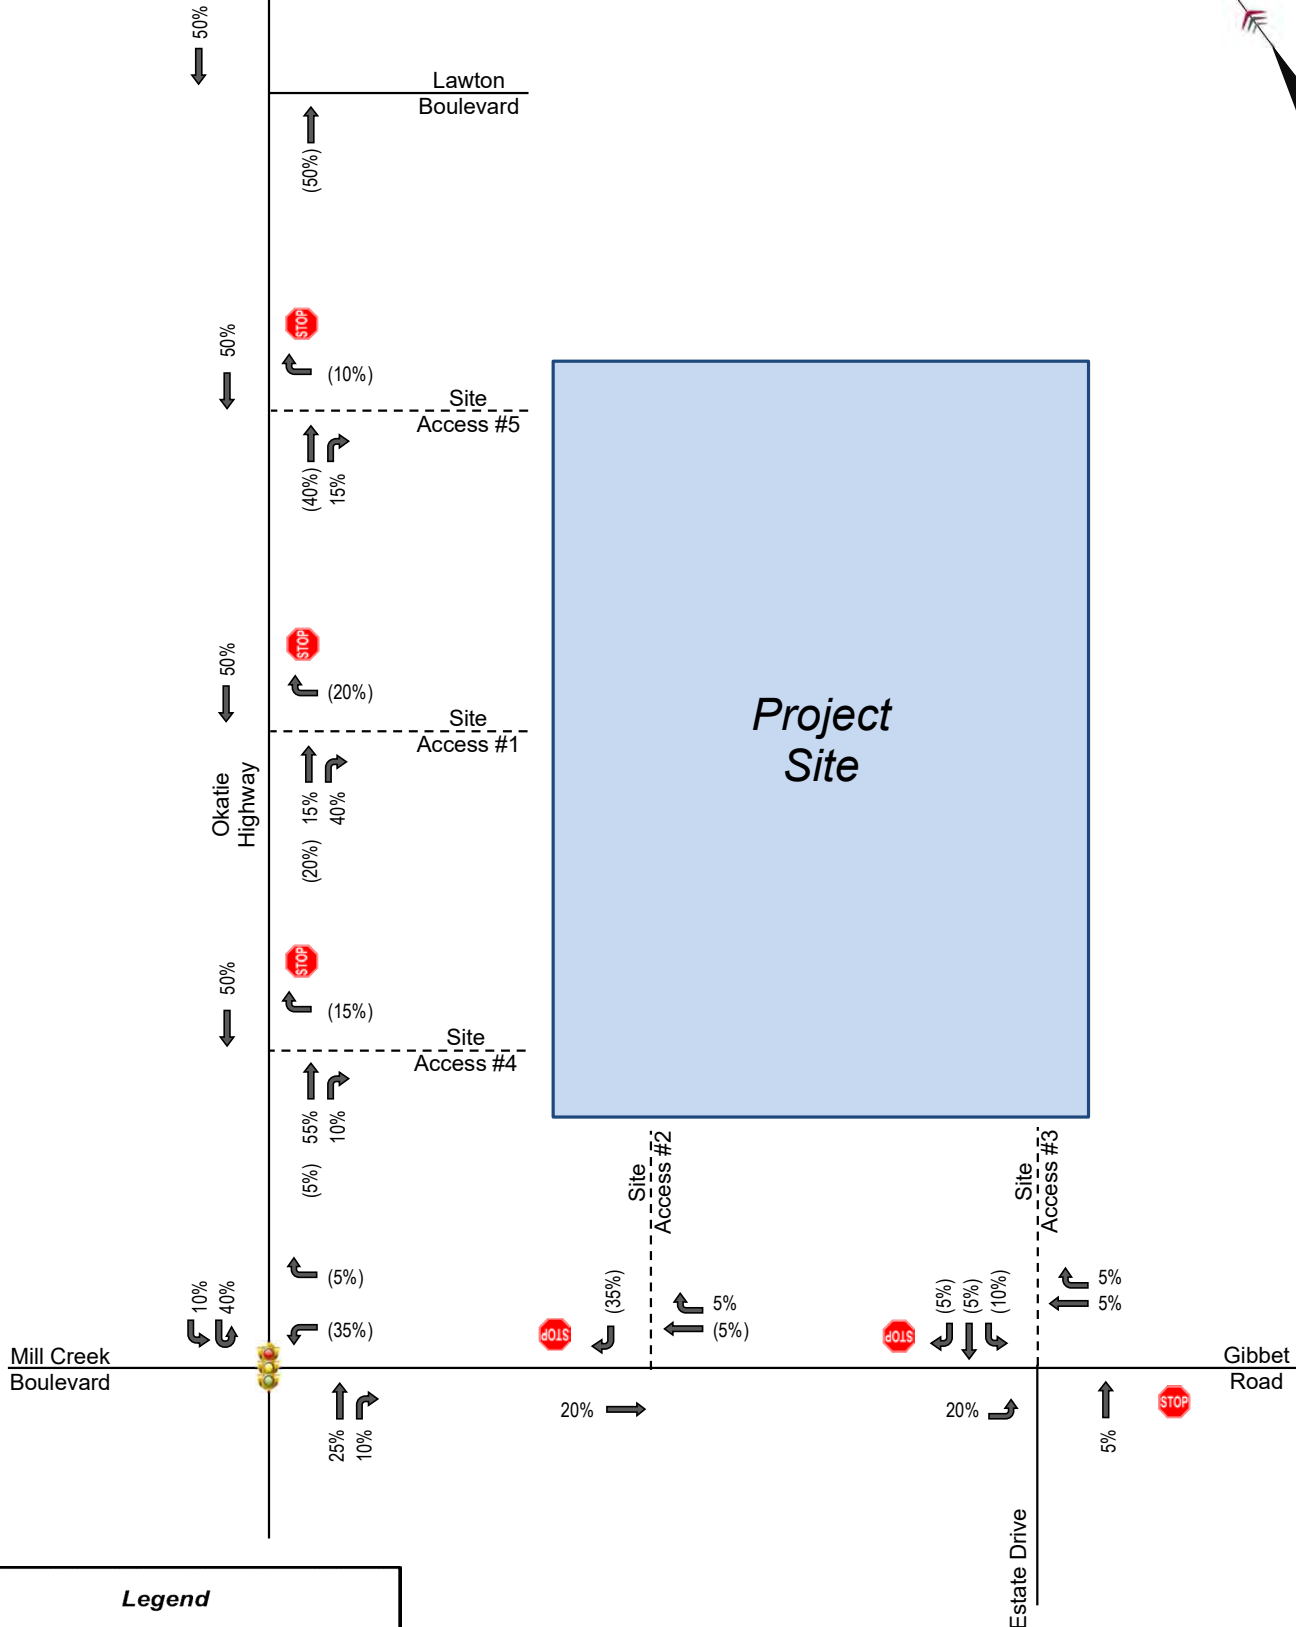 50%
Lawton
Boulevard
(50%)
STOP
50%
(10%)
Site
Access #5
(40%)
15%
STOP
50%
(20%)
Site
Access #1
Project
Site
Okatie
Highway
(20%) 15%
40%
STOP
50%
(15%)
Site
Access #4
(5%) 55%
10%
Site
Access #2
Site
Access #3
10%
40%
(5%)
(35%)
STOP
(35%)
5%
(5%)
STOP
(5%)
(5%)
(10%)
5%
5%
Mill Creek
Boulevard
Gibbet
Road
25%
10%
20%
20%
5%
STOP
Estate Drive
Legend